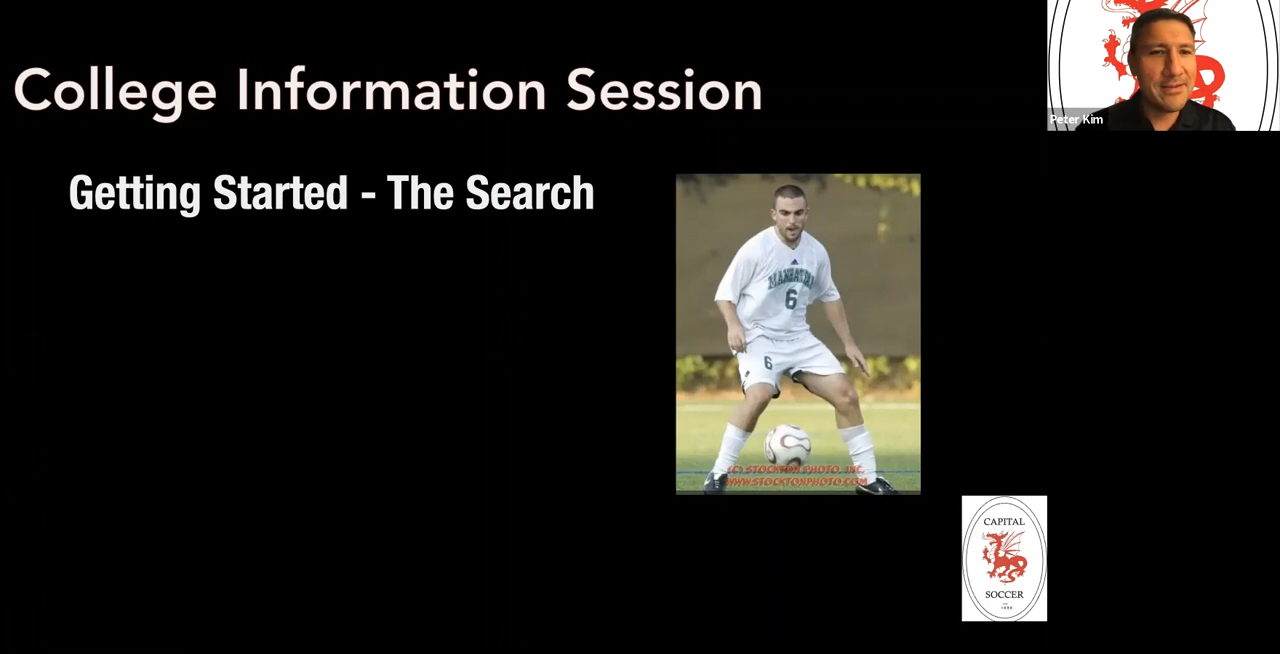 College Information Session
Peter Kim
Getting Started - The Search
MANHATTAN
6
6
(C) STOCKTON PHOTO, INC.
WWW.STOCKTONPHOTO.COM
CAPITAL
SOCCER